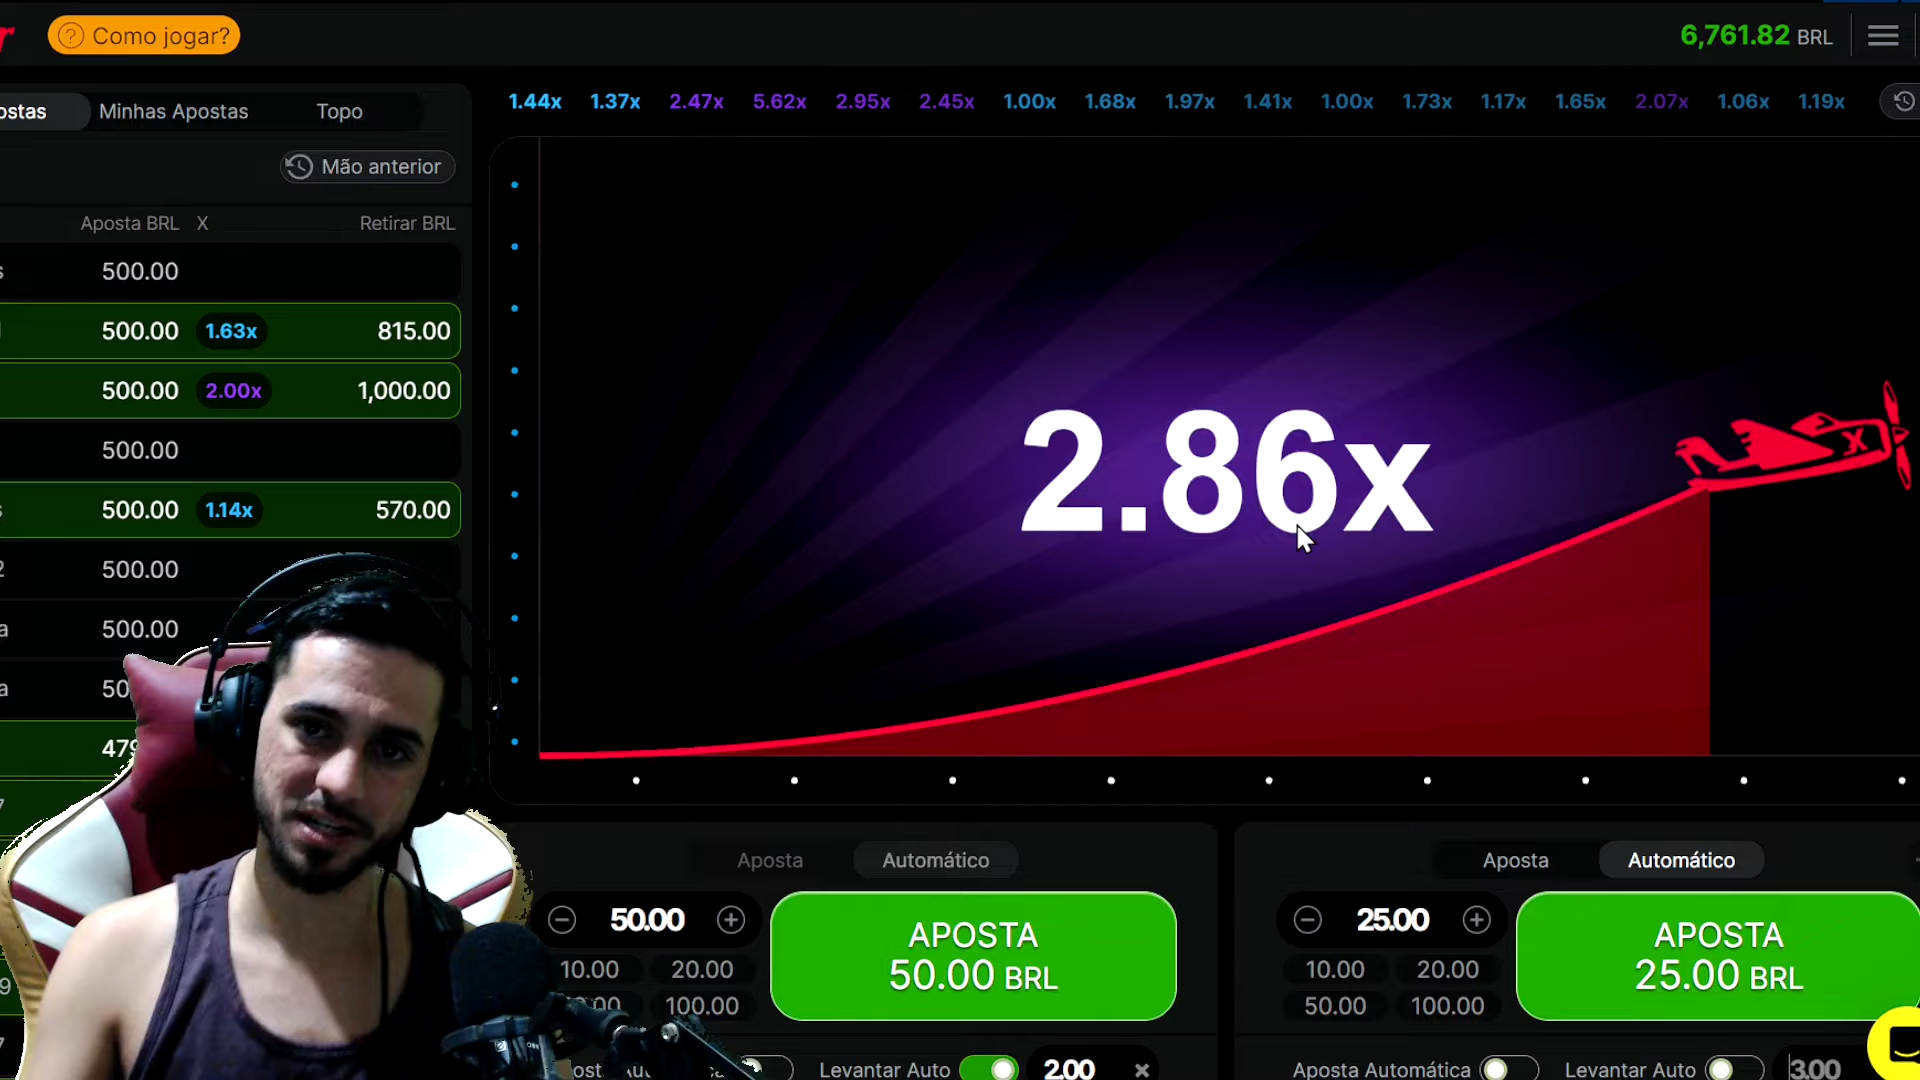 Como jogar?
6,761.82 BRL
Minhas Apostas Topo
1.44x 1.37x 2.47x 5.62x 2.95x 2.45x 1.00x 1.68x 1.97x 1.41x 1.00x 1.73x 1.17x 1.65x 2.07x 1.06x 1.19x
Mão anterior
Aposta BRL X Retirar BRL
500.00
500.00 1.63x 815.00
500.00 2.00x 1,000.00
500.00
500.00 1.14x 570.00
500.00
500.00
2.86x
X
Aposta Automático
50.00
10.00 20.00
100.00
APOSTA
50.00 BRL
Levantar Auto 2.00
Aposta Automático
25.00
10.00 20.00
50.00 100.00
APOSTA
25.00 BRL
Aposta Automática Levantar Auto 3.00